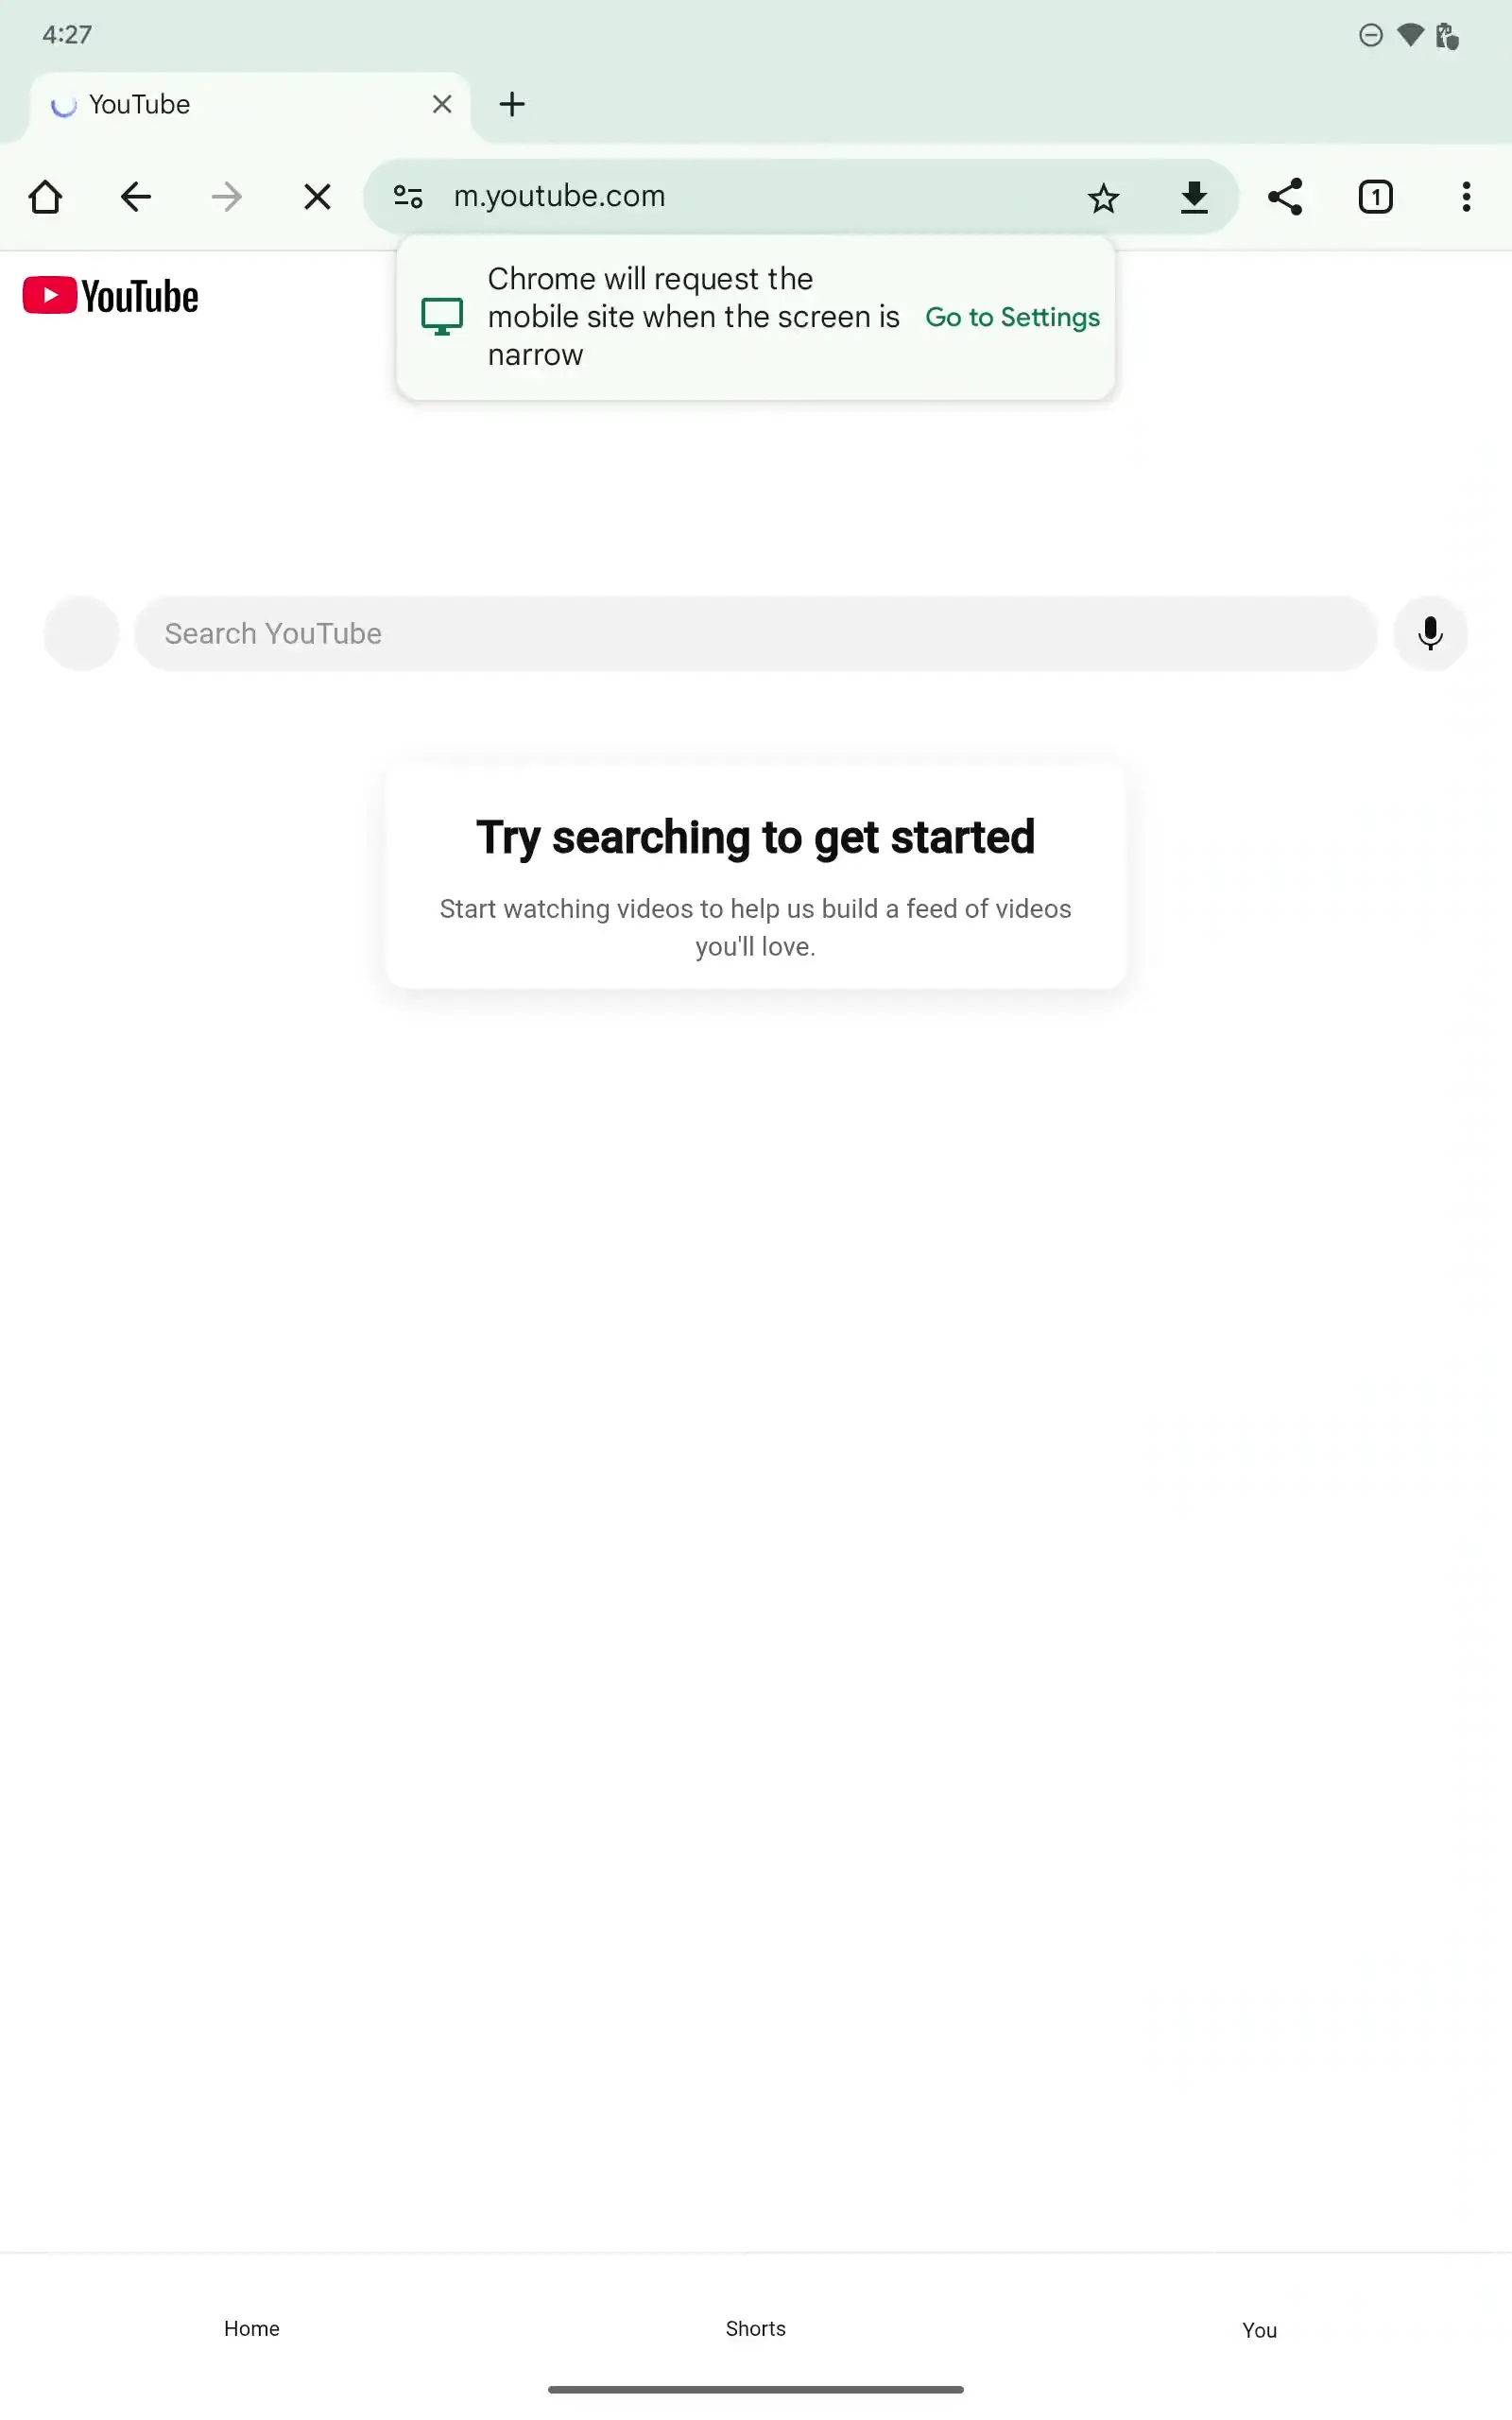 4:27
YouTube
m.youtube.com
1
YouTube
Chrome will request the
mobile site when the screen is
narrow
Go to Settings
Search YouTube
Try searching to get started
Start watching videos to help us build a feed of videos
you'll love.
Home
Shorts
You